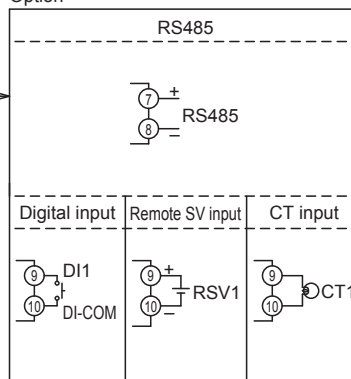 Option
RS485
7 +
RS485
8 −
Digital input Remote SV input CT input
9 DI1 9 + 9
10 DI-COM 10 − RSV1 10 CT1